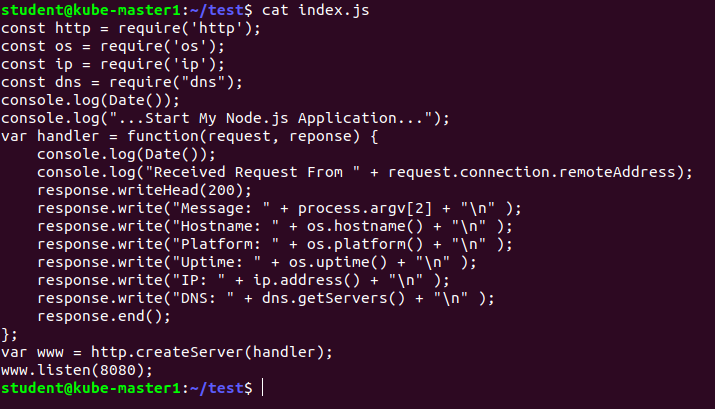 student@kube-master1:~/test$ cat index.js
const http = require('http');
const os = require('os');
const ip = require('ip');
const dns = require("dns");
console.log(Date());
console.log("...Start My Node.js Application...");
var handler = function(request, reponse) {
    console.log(Date());
    console.log("Received Request From " + request.connection.remoteAddress);
    response.writeHead(200);
    response.write("Message: " + process.argv[2] + "\n" );
    response.write("Hostname: " + os.hostname() + "\n" );
    response.write("Platform: " + os.platform() + "\n" );
    response.write("Uptime: " + os.uptime() + "\n" );
    response.write("IP: " + ip.address() + "\n" );
    response.write("DNS: " + dns.getServers() + "\n" );
    response.end();
};
var www = http.createServer(handler);
www.listen(8080);
student@kube-master1:~/test$